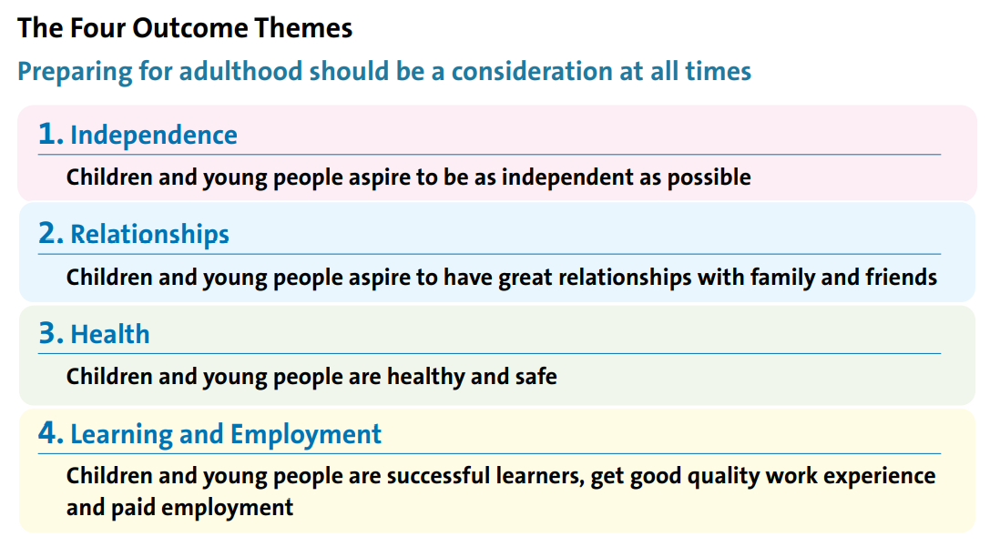 The Four Outcome Themes
Preparing for adulthood should be a consideration at all times
1. Independence
Children and young people aspire to be as independent as possible
2. Relationships
Children and young people aspire to have great relationships with family and friends
3. Health
Children and young people are healthy and safe
4. Learning and Employment
Children and young people are successful learners, get good quality work experience
and paid employment